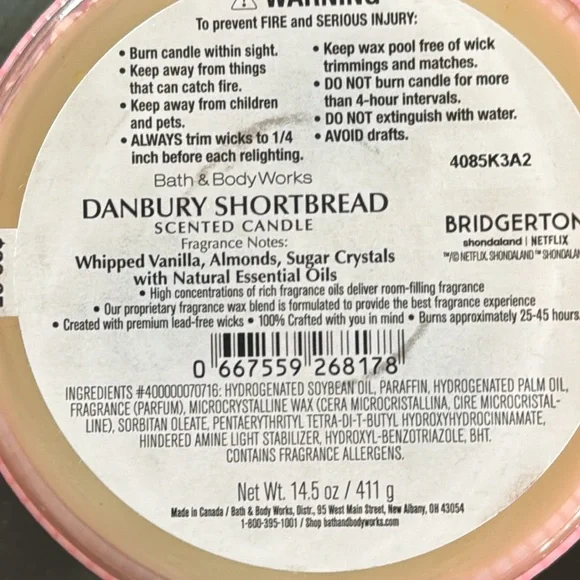 WARNING
To prevent FIRE and SERIOUS INJURY:
• Burn candle within sight.
• Keep away from things
that can catch fire.
• Keep away from children
and pets.
• ALWAYS trim wicks to 1/4
inch before each relighting.
• Keep wax pool free of wick
trimmings and matches.
• DO NOT burn candle for more
than 4-hour intervals.
• DO NOT extinguish with water.
• AVOID drafts.
4085K3A2
Bath & Body Works
DANBURY SHORTBREAD
SCENTED CANDLE
Fragrance Notes:
Whipped Vanilla, Almonds, Sugar Crystals
with Natural Essential Oils
BRIDGERTON
shondaland | NETFLIX
™/© NETFLIX. SHONDALAND ™ SHONDALAN
• High concentrations of rich fragrance oils deliver room-filling fragrance
• Our proprietary fragrance wax blend is formulated to provide the best fragrance experience
• Created with premium lead-free wicks • 100% Crafted with you in mind • Burns approximately 25-45 hours
0 667559 268178
INGREDIENTS #400000070716: HYDROGENATED SOYBEAN OIL, PARAFFIN, HYDROGENATED PALM OIL,
FRAGRANCE (PARFUM), MICROCRYSTALLINE WAX (CERA MICROCRISTALLINA, CIRE MICROCRISTAL-
LINE), SORBITAN OLEATE, PENTAERYTHRITYL TETRA-DI-T-BUTYL HYDROXYHYDROCINNAMATE,
HINDERED AMINE LIGHT STABILIZER, HYDROXYL-BENZOTRIAZOLE, BHT.
CONTAINS FRAGRANCE ALLERGENS.
Net Wt. 14.5 oz / 411 g
Made in Canada / Bath & Body Works, Distr., 95 West Main Street, New Albany, OH 43054
1-800-395-1001 / Shop bathandbodyworks.com